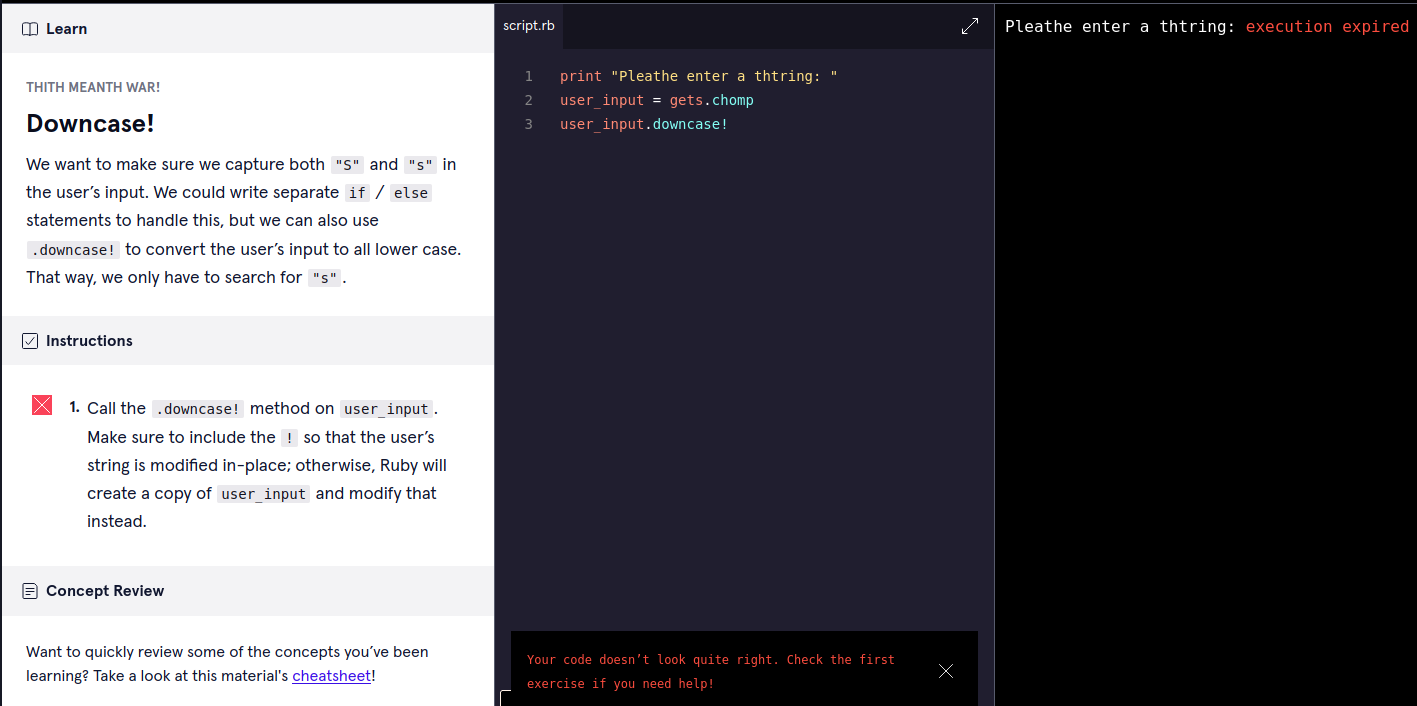 Learn
THITH MEANTH WAR!
Downcase!
We want to make sure we capture both "S" and "s" in
the user’s input. We could write separate if / else
statements to handle this, but we can also use
.downcase! to convert the user’s input to all lower case.
That way, we only have to search for "s".
Instructions
1. Call the .downcase! method on user_input.
Make sure to include the ! so that the user’s
string is modified in-place; otherwise, Ruby will
create a copy of user_input and modify that
instead.
Concept Review
Want to quickly review some of the concepts you’ve been
learning? Take a look at this material's cheatsheet!
script.rb
1 print "Pleathe enter a thtring: "
2 user_input = gets.chomp
3 user_input.downcase!
Your code doesn’t look quite right. Check the first
exercise if you need help!
Pleathe enter a thtring: execution expired